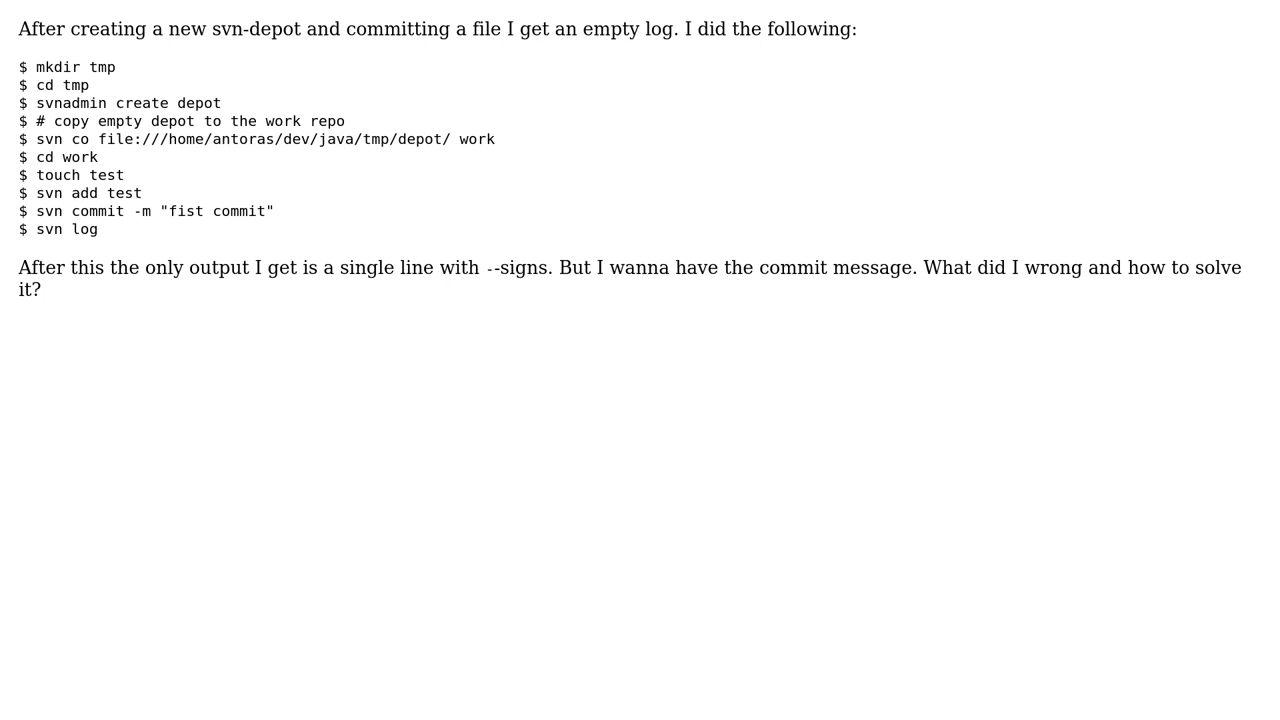 After creating a new svn-depot and committing a file I get an empty log. I did the following:
$ mkdir tmp
$ cd tmp
$ svnadmin create depot
$ # copy empty depot to the work repo
$ svn co file:///home/antoras/dev/java/tmp/depot/ work
$ cd work
$ touch test
$ svn add test
$ svn commit -m "fist commit"
$ svn log
After this the only output I get is a single line with --signs. But I wanna have the commit message. What did I wrong and how to solve
it?